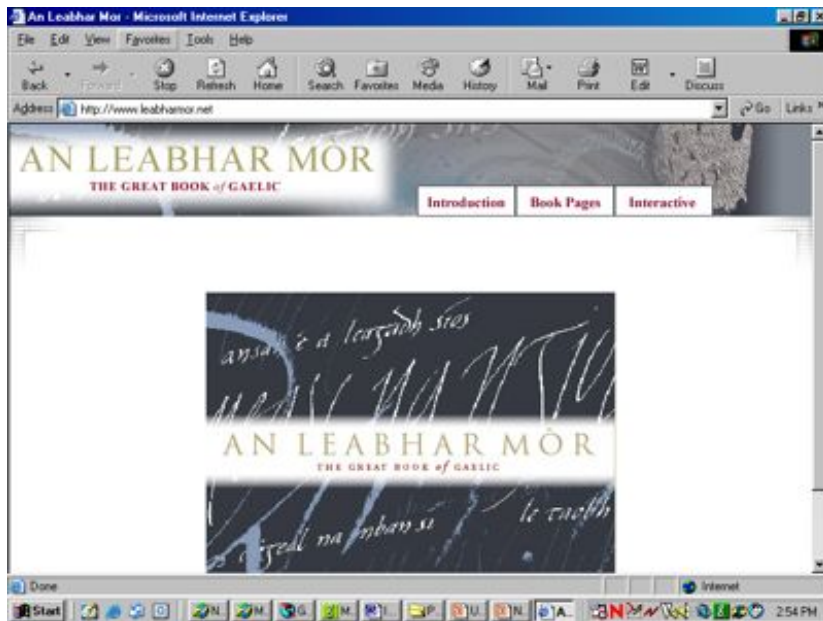 An Leabhar Mor - Microsoft Internet Explorer
File Edit View Favorites Tools Help
Back Forward Stop Refresh Home Search Favorites Media History Mail Print Edit Discuss
Address http://www.leabharmor.net Go Links
AN LEABHAR MÒR
THE GREAT BOOK of GAELIC
Introduction Book Pages Interactive
leagadh síos
AN LEABHAR MÒR
THE GREAT BOOK of GAELIC
na mban
le taobh
Done Internet
Start N... M... G... M... I... P... U... N... A... 2:54 PM